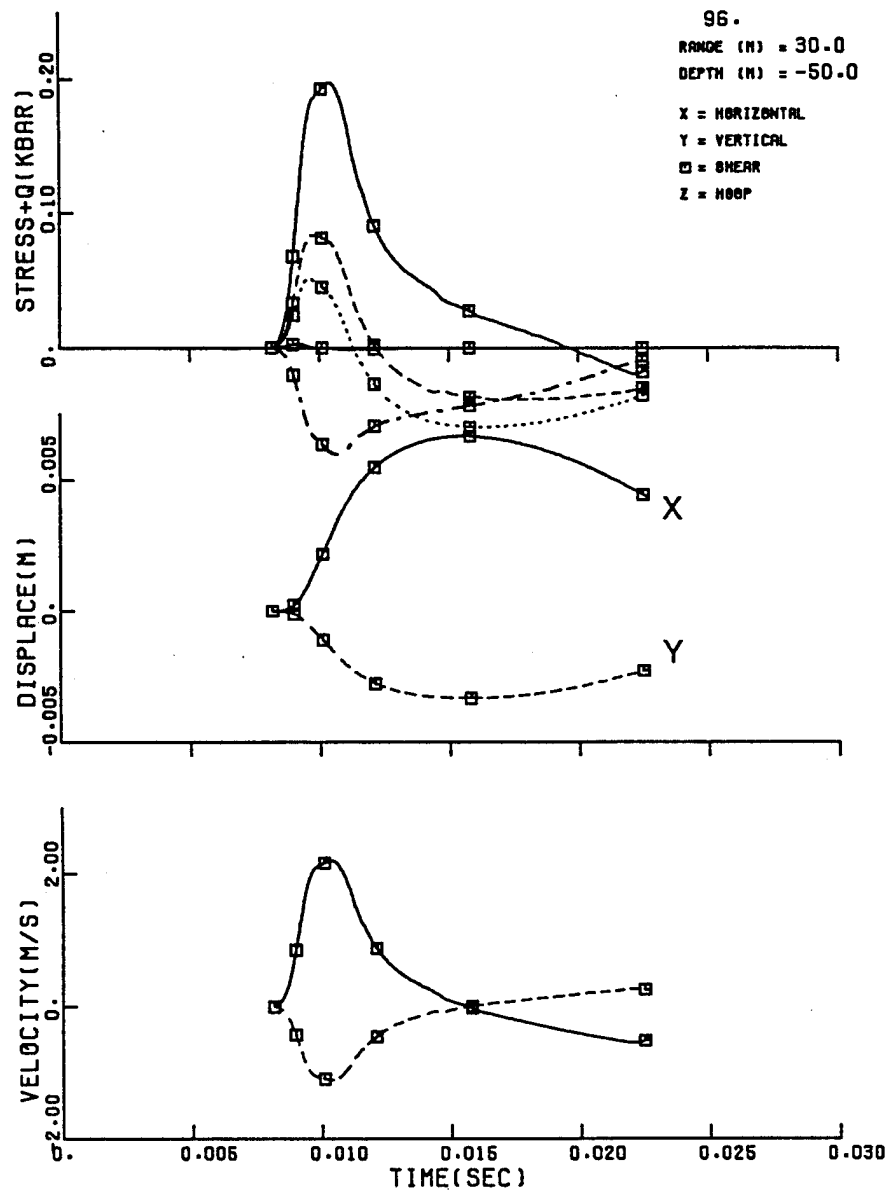 96.
RANGE (M) = 30.0
DEPTH (M) = -50.0
X = HORIZONTAL
Y = VERTICAL
= SHEAR
Z = HOOP
STRESS+Q(KBAR)
0.20
0.10
0.
DISPLACE(M)
0.005
0.
-0.005
X
Y
VELOCITY(M/S)
2.00
0.
-2.00
0.
0.005
0.010
0.015
0.020
0.025
0.030
TIME(SEC)